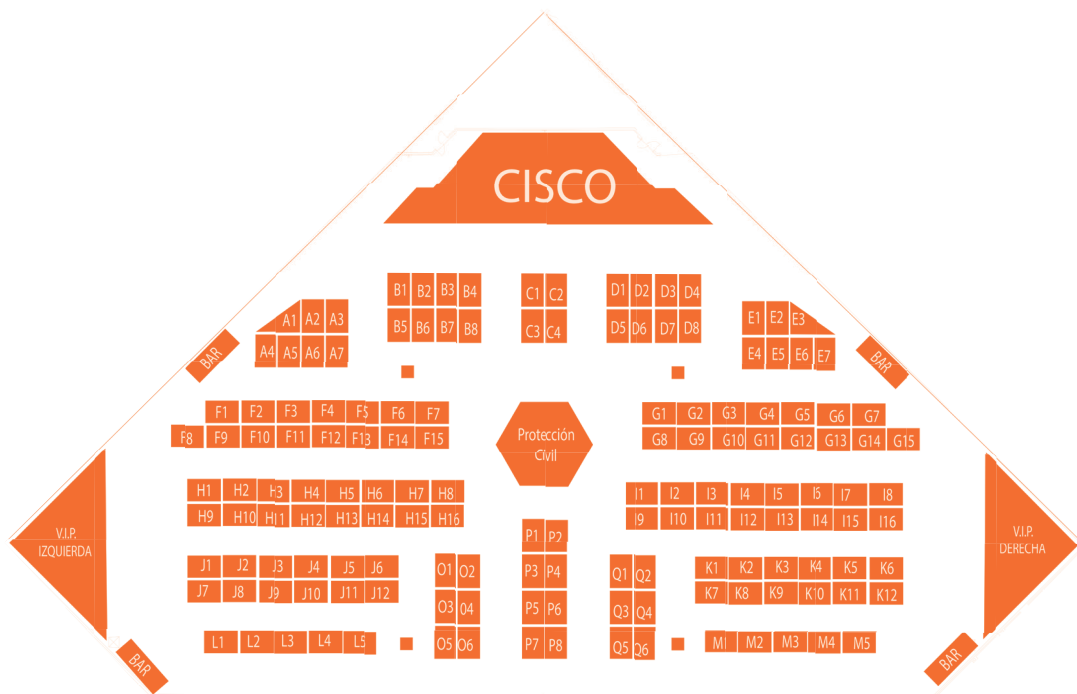 CISCO
B1 B2 B3 B4
C1 C2
D1 D2 D3 D4
A1 A2 A3
B5 B6 B7 B8
C3 C4
D5 D6 D7 D8
E1 E2 E3
A4 A5 A6 A7
E4 E5 E6 E7
BAR
BAR
F1 F2 F3 F4 F5 F6 F7
G1 G2 G3 G4 G5 G6 G7
F8 F9 F10 F11 F12 F13 F14 F15
Protección
Civil
G8 G9 G10 G11 G12 G13 G14 G15
H1 H2 H3 H4 H5 H6 H7 H8
I1 I2 I3 I4 I5 I6 I7 I8
H9 H10 H11 H12 H13 H14 H15 H16
I9 I10 I11 I12 I13 I14 I15 I16
V.I.P.
IZQUIERDA
V.I.P.
DERECHA
P1 P2
J1 J2 J3 J4 J5 J6
O1 O2
P3 P4
Q1 Q2
K1 K2 K3 K4 K5 K6
J7 J8 J9 J10 J11 J12
K7 K8 K9 K10 K11 K12
O3 04
P5 P6
Q3 Q4
L1 L2 L3 L4 L5
O5 O6
P7 P8
Q5 Q6
M1 M2 M3 M4 M5
BAR
BAR